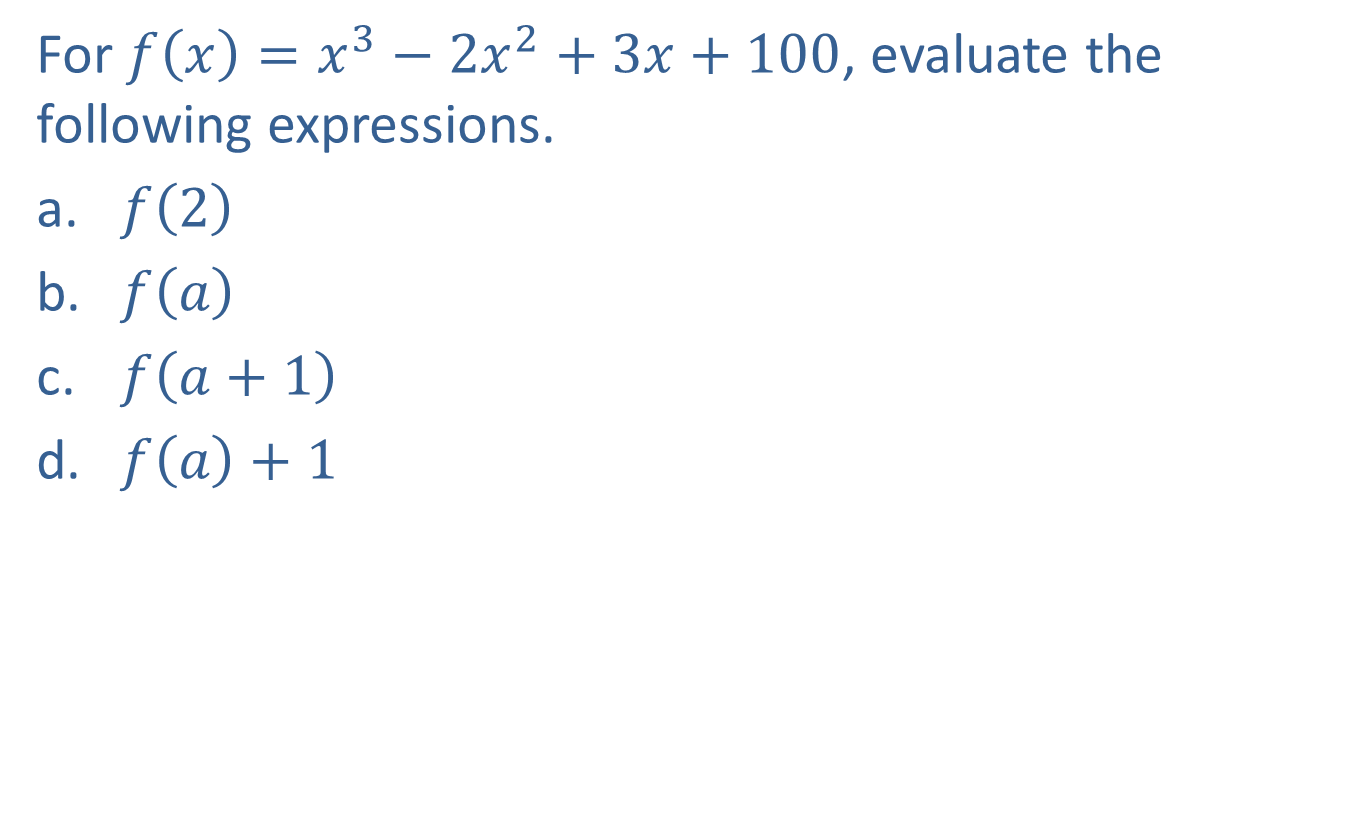 For f(x) = x³ − 2x² + 3x + 100, evaluate the
following expressions.
a. f(2)
b. f(a)
c. f(a + 1)
d. f(a) + 1